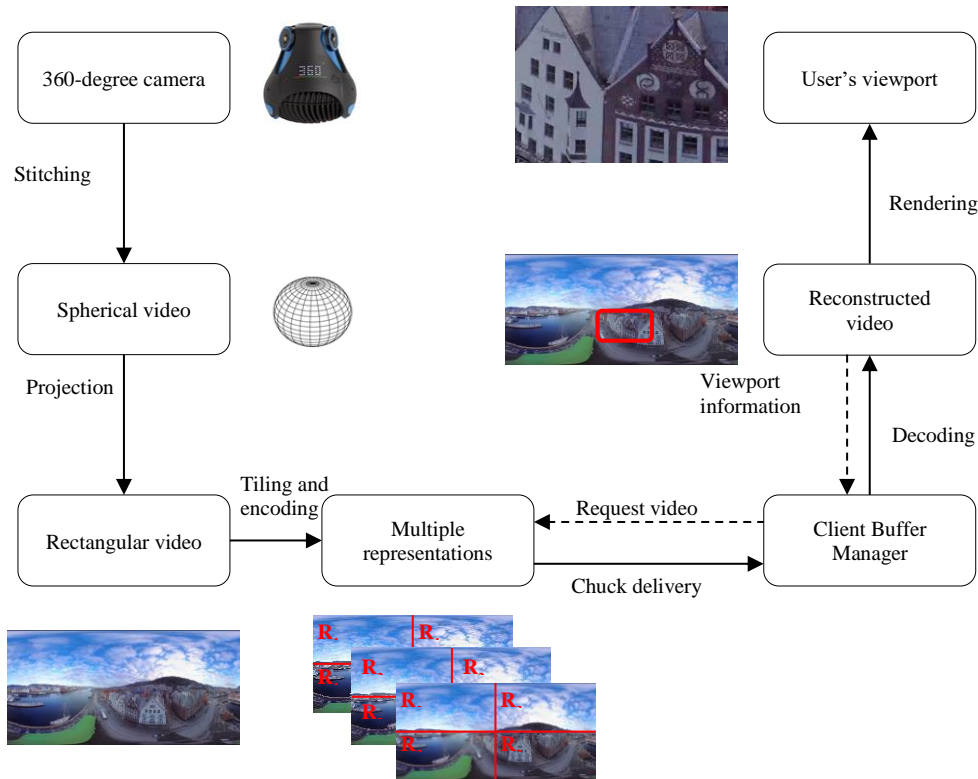 360-degree camera
360
User's viewport
Stitching
Rendering
Spherical video
Reconstructed
video
Projection
Viewport
information
Decoding
Tiling and
encoding
Rectangular video
Multiple
representations
Request video
Chuck delivery
Client Buffer
Manager
R R
R
R R
R
R R
R R